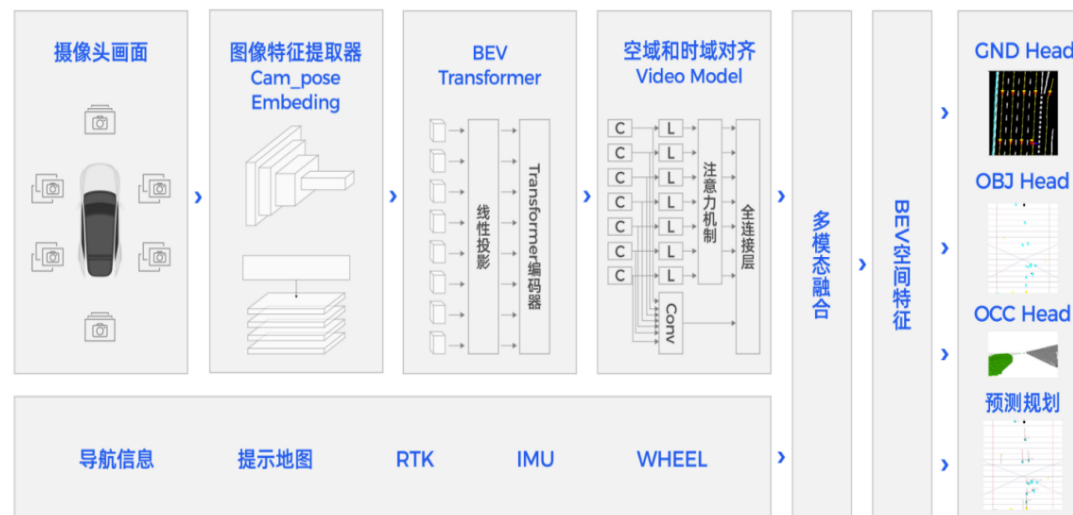 摄像头画面
图像特征提取器
Cam_pose
Embeding
BEV
Transformer
线性投影
Transformer编码器
空域和时域对齐
Video Model
C
C
C
C
C
C
C
L
L
L
L
L
L
L
Conv
注意力机制
全连接层
多模态融合
BEV空间特征
GND Head
OBJ Head
OCC Head
预测规划
导航信息
提示地图
RTK
IMU
WHEEL